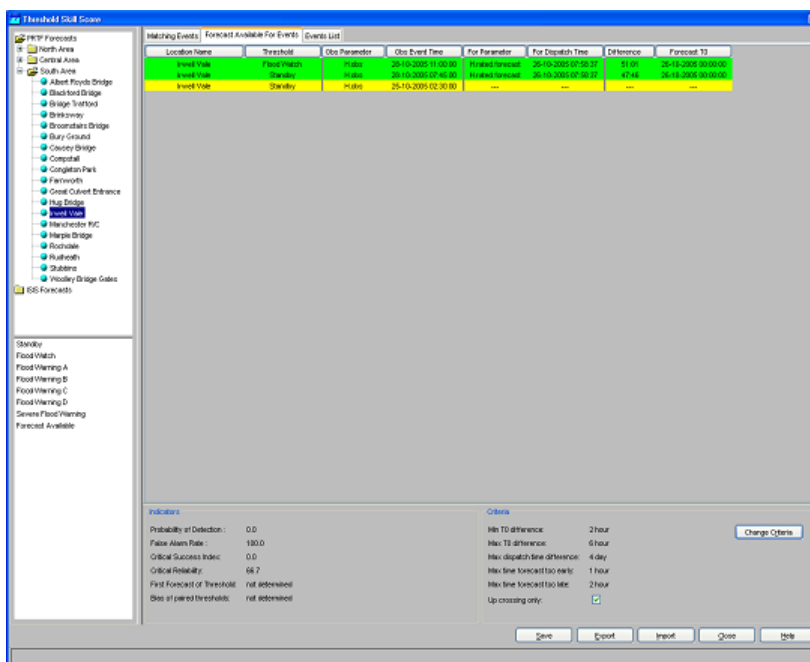 Threshold Skill Score
PRTF Forecasts
North Area
Central Area
South Area
Albert Royds Bridge
Blackford Bridge
Bridge Trafford
Brinksway
Broomstairs Bridge
Bury Ground
Causey Bridge
Compstall
Congleton Park
Farnworth
Great Culvert Entrance
Hug Bridge
Irwell Vale
Manchester R/C
Marple Bridge
Rochdale
Rudheath
Stubbins
Woolley Bridge Gates
ISIS Forecasts
Standby
Flood Watch
Flood Warning A
Flood Warning B
Flood Warning C
Flood Warning D
Severe Flood Warning
Forecast Available
Matching Events Forecast Available For Events Events List
Location Name Threshold Obs Parameter Obs Event Time For Parameter For Dispatch Time Difference Forecast T0
Irwell Vale Flood Watch H.obs 28-10-2005 11:00:00 H.rated.forecast 26-10-2005 07:58:37 51:01 26-10-2005 00:00:00
Irwell Vale Standby H.obs 28-10-2005 07:45:00 H.rated.forecast 26-10-2005 07:58:37 47:46 26-10-2005 00:00:00
Irwell Vale Standby H.obs 25-10-2005 02:30:00 --- --- --- ---
Indicators
Probability of Detection : 0.0
False Alarm Rate : 100.0
Critical Success Index: 0.0
Critical Reliability: 66.7
First Forecast of Threshold: not determined
Bias of paired thresholds: not determined
Criteria
Min T0 difference: 2 hour
Max T0 difference: 6 hour
Max dispatch time difference: 4 day
Max time forecast too early: 1 hour
Max time forecast too late: 2 hour
Up crossing only:
Change Criteria
Save Export Import Close Help